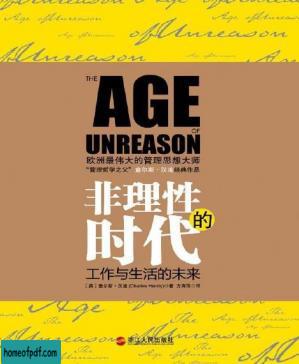 THE
AGE
OF
UNREASON
欧洲最伟大的管理思想大师
“管理哲学之父”查尔斯·汉迪经典作品
非理性的
时代
工作与生活的未来
[英]查尔斯·汉迪(Charles Handy)◎著
浙江人民出版社
homeofpdf.com